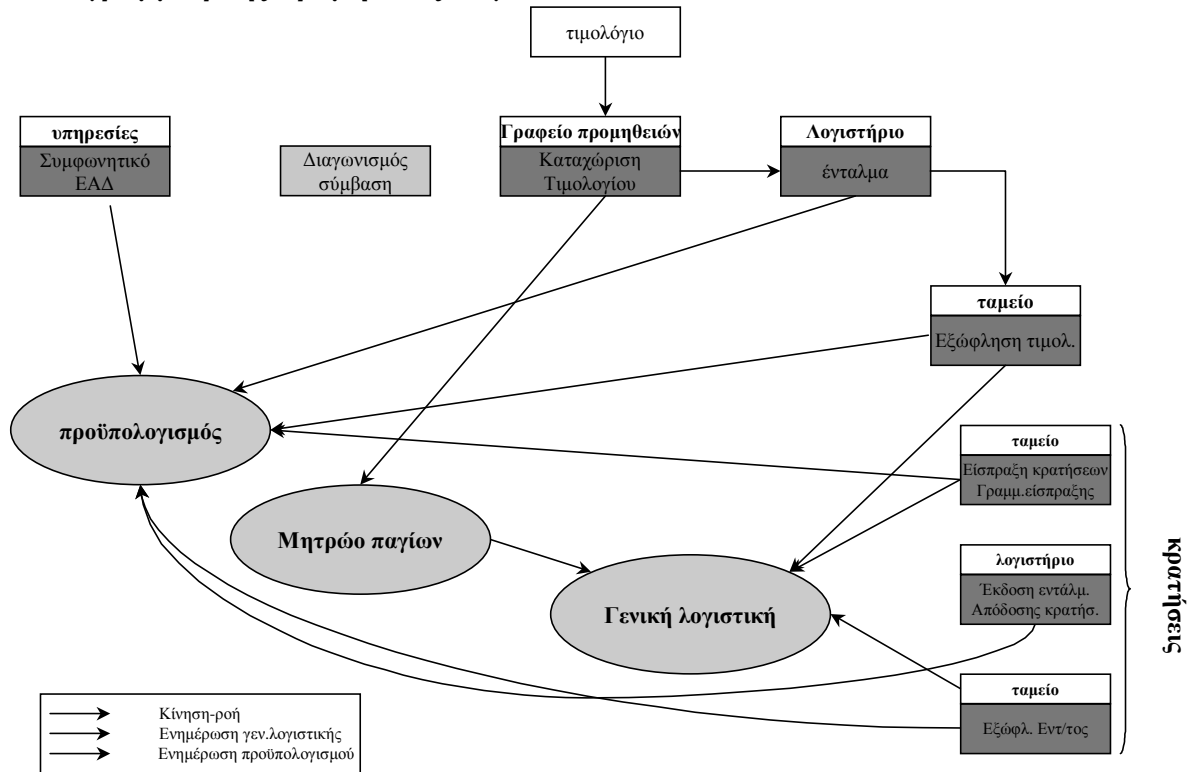 τιμολόγιο
υπηρεσίες
Συμφωνητικό
ΕΑΔ
Διαγωνισμός
σύμβαση
Γραφείο προμηθειών
Καταχώριση
Τιμολογίου
Λογιστήριο
ένταλμα
ταμείο
Εξώφληση τιμολ.
προϋπολογισμός
ταμείο
Είσπραξη κρατήσεων
Γραμμ.είσπραξης
Μητρώο παγίων
λογιστήριο
Έκδοση εντάλμ.
Απόδοσης κρατήσ.
Γενική λογιστική
κρατήσεις
ταμείο
Εξώφλ. Εντ/τος
Κίνηση-ροή
Ενημέρωση γεν.λογιστικής
Ενημέρωση προϋπολογισμού